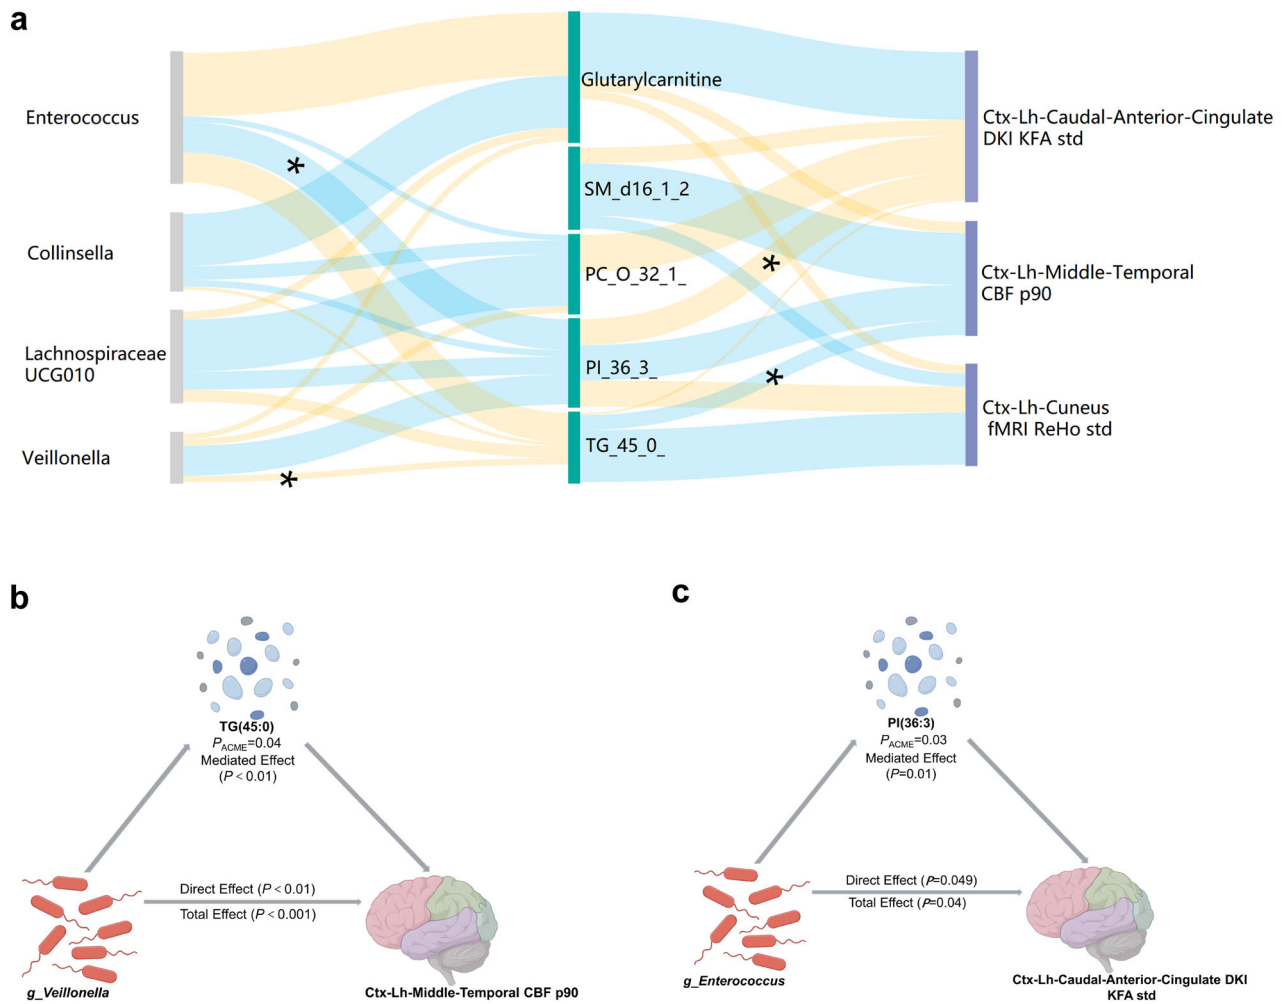 a
Enterococcus
Collinsella
Lachnospiraceae
UCG010
Veillonella
*
*
Glutarylcarnitine
SM_d16_1_2
PC_O_32_1_
PI_36_3_
TG_45_0_
*
*
Ctx-Lh-Caudal-Anterior-Cingulate
DKI KFA std
Ctx-Lh-Middle-Temporal
CBF p90
Ctx-Lh-Cuneus
fMRI ReHo std
b
TG(45:0)
P_ACME=0.04
Mediated Effect
(P < 0.01)
Direct Effect (P < 0.01)
Total Effect (P < 0.001)
g_Veillonella
Ctx-Lh-Middle-Temporal CBF p90
c
PI(36:3)
P_ACME=0.03
Mediated Effect
(P=0.01)
Direct Effect (P=0.049)
Total Effect (P=0.04)
g_Enterococcus
Ctx-Lh-Caudal-Anterior-Cingulate DKI
KFA std